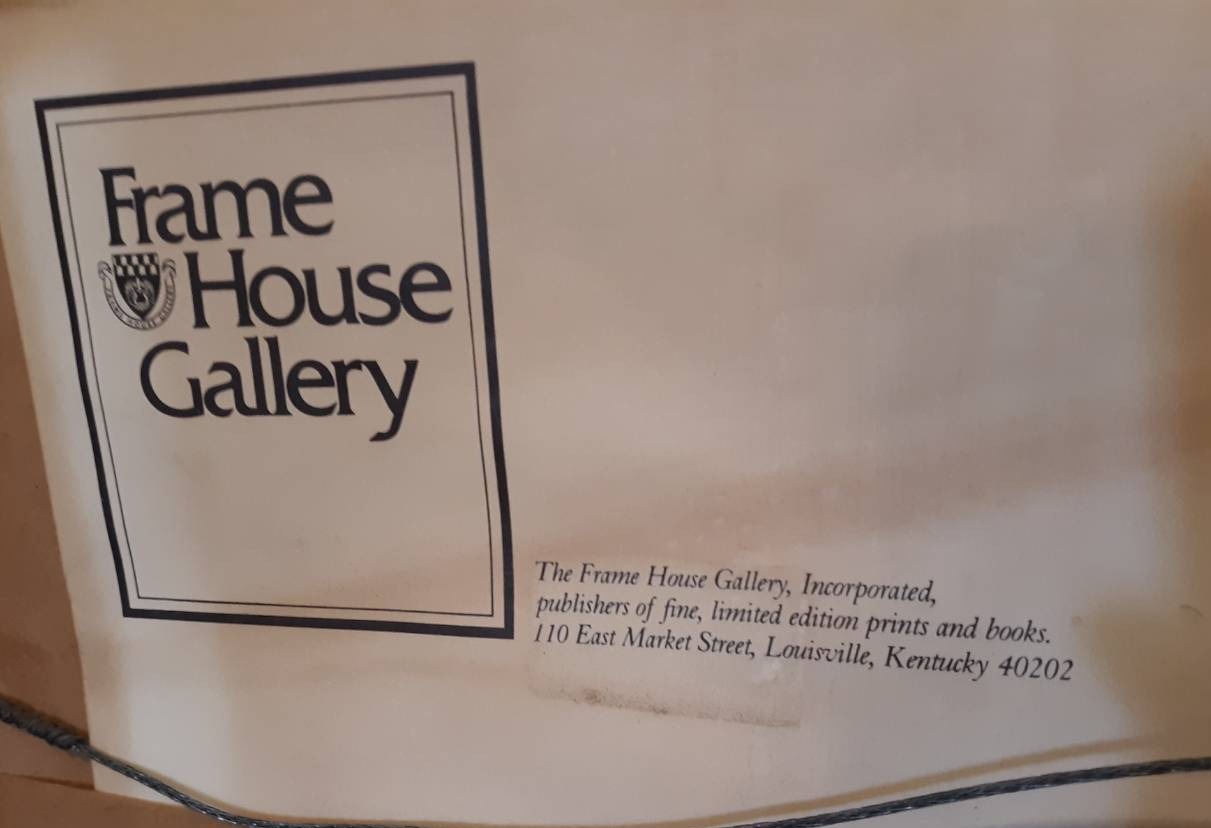 Frame
House
Gallery
The Frame House Gallery, Incorporated,
publishers of fine, limited edition prints and books.
110 East Market Street, Louisville, Kentucky 40202